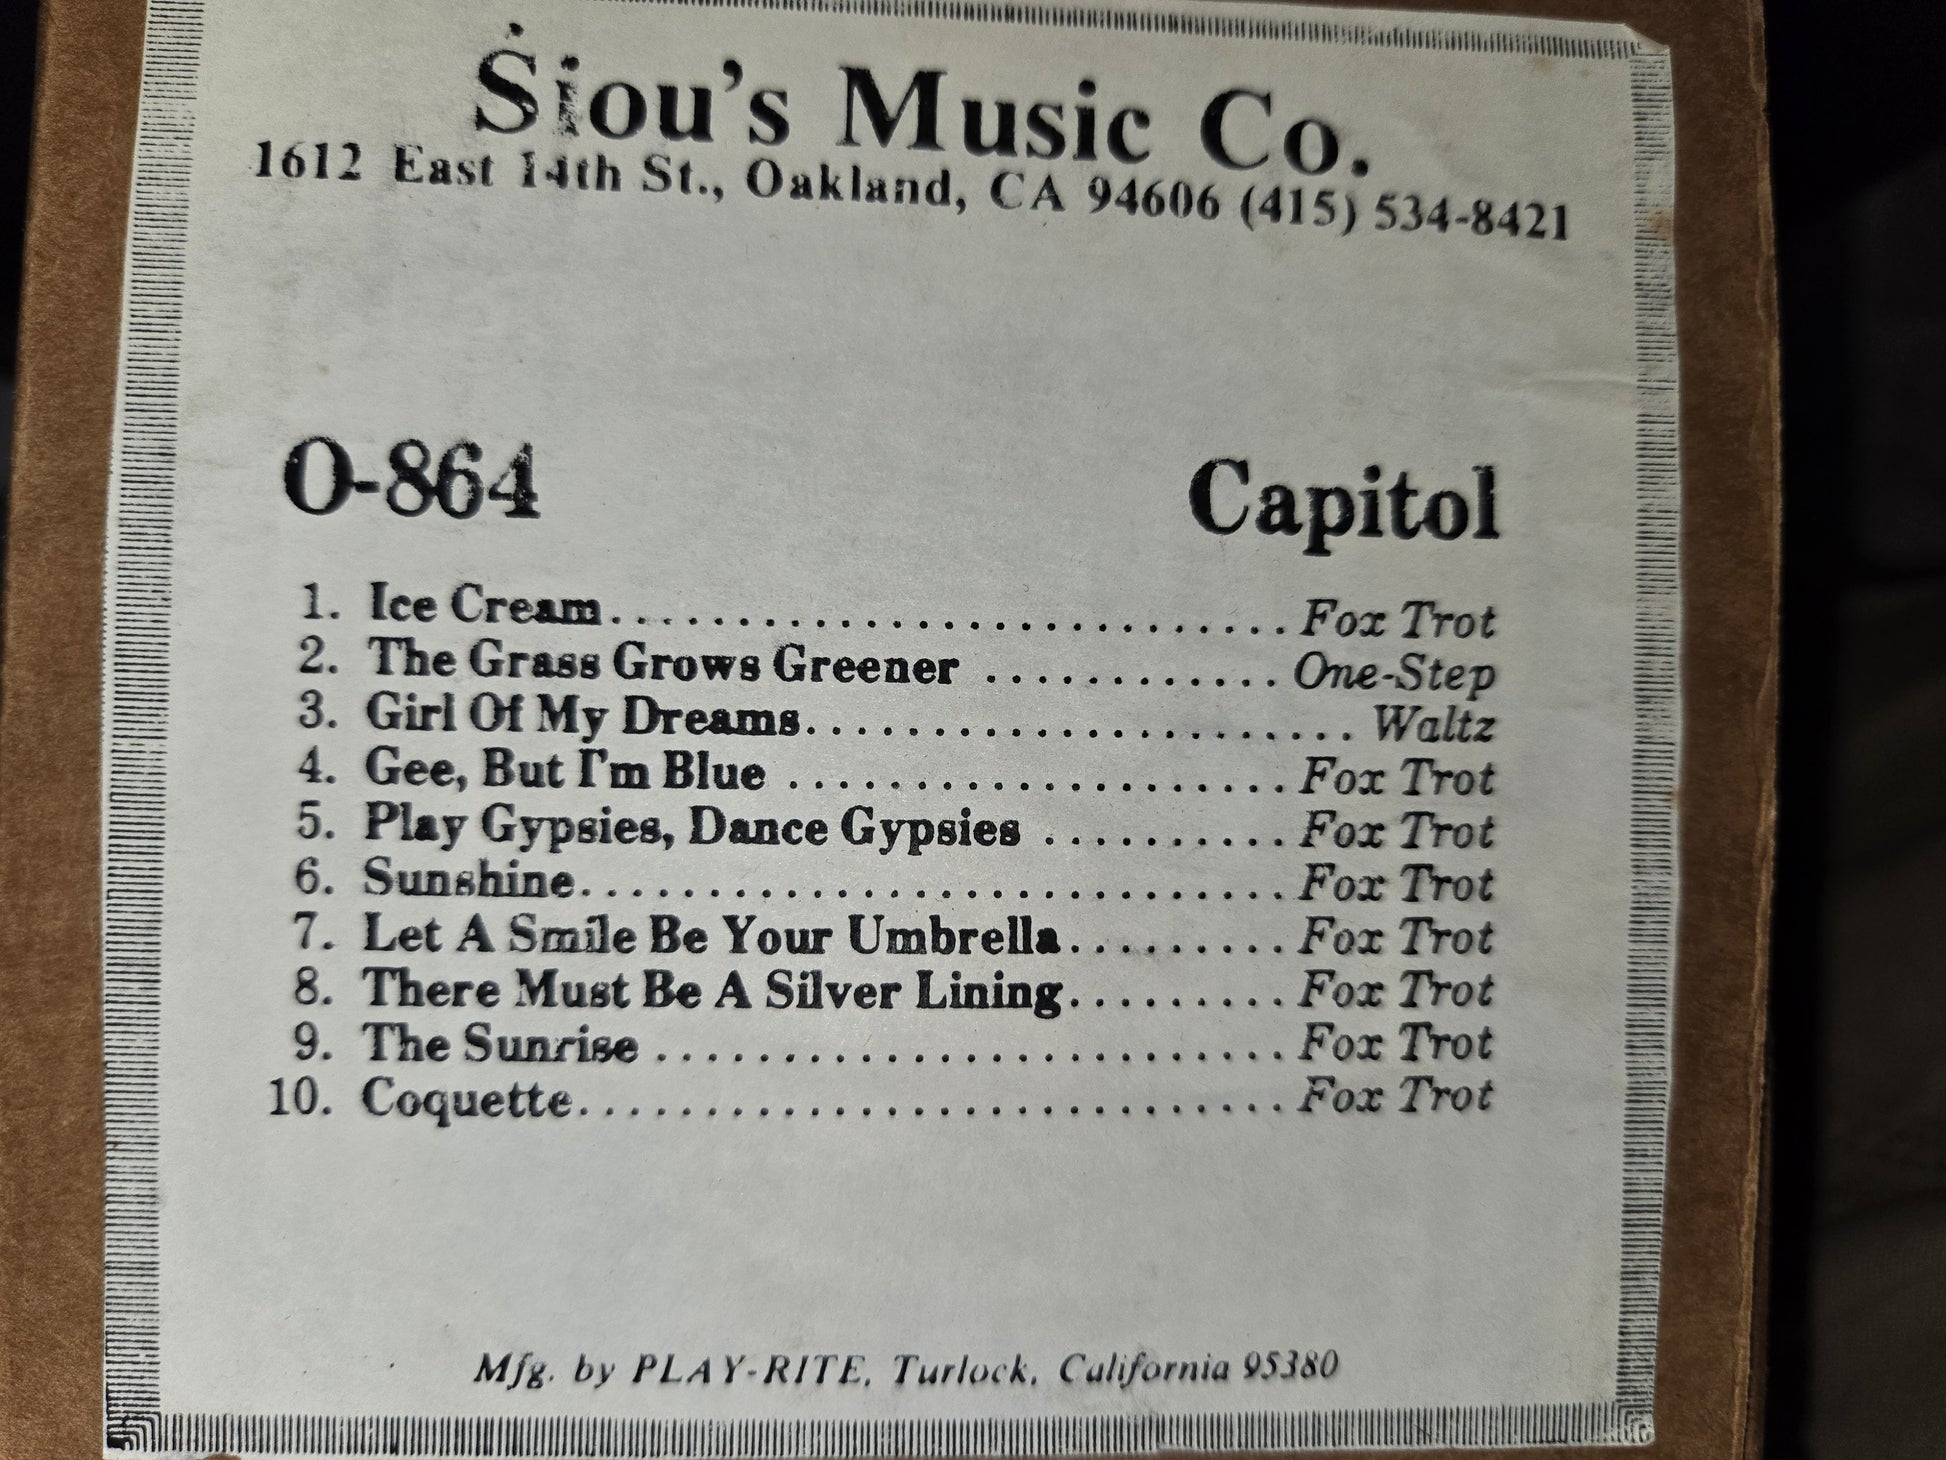 Siou's Music Co.
1612 East 14th St., Oakland, CA 94606 (415) 534-8421
O-864 Capitol
1. Ice Cream............................Fox Trot
2. The Grass Grows Greener ............One-Step
3. Girl Of My Dreams......................Waltz
4. Gee, But I'm Blue ....................Fox Trot
5. Play Gypsies, Dance Gypsies ..........Fox Trot
6. Sunshine.............................Fox Trot
7. Let A Smile Be Your Umbrella.........Fox Trot
8. There Must Be A Silver Lining.........Fox Trot
9. The Sunrise .........................Fox Trot
10. Coquette............................Fox Trot
Mfg. by PLAY-RITE, Turlock, California 95380